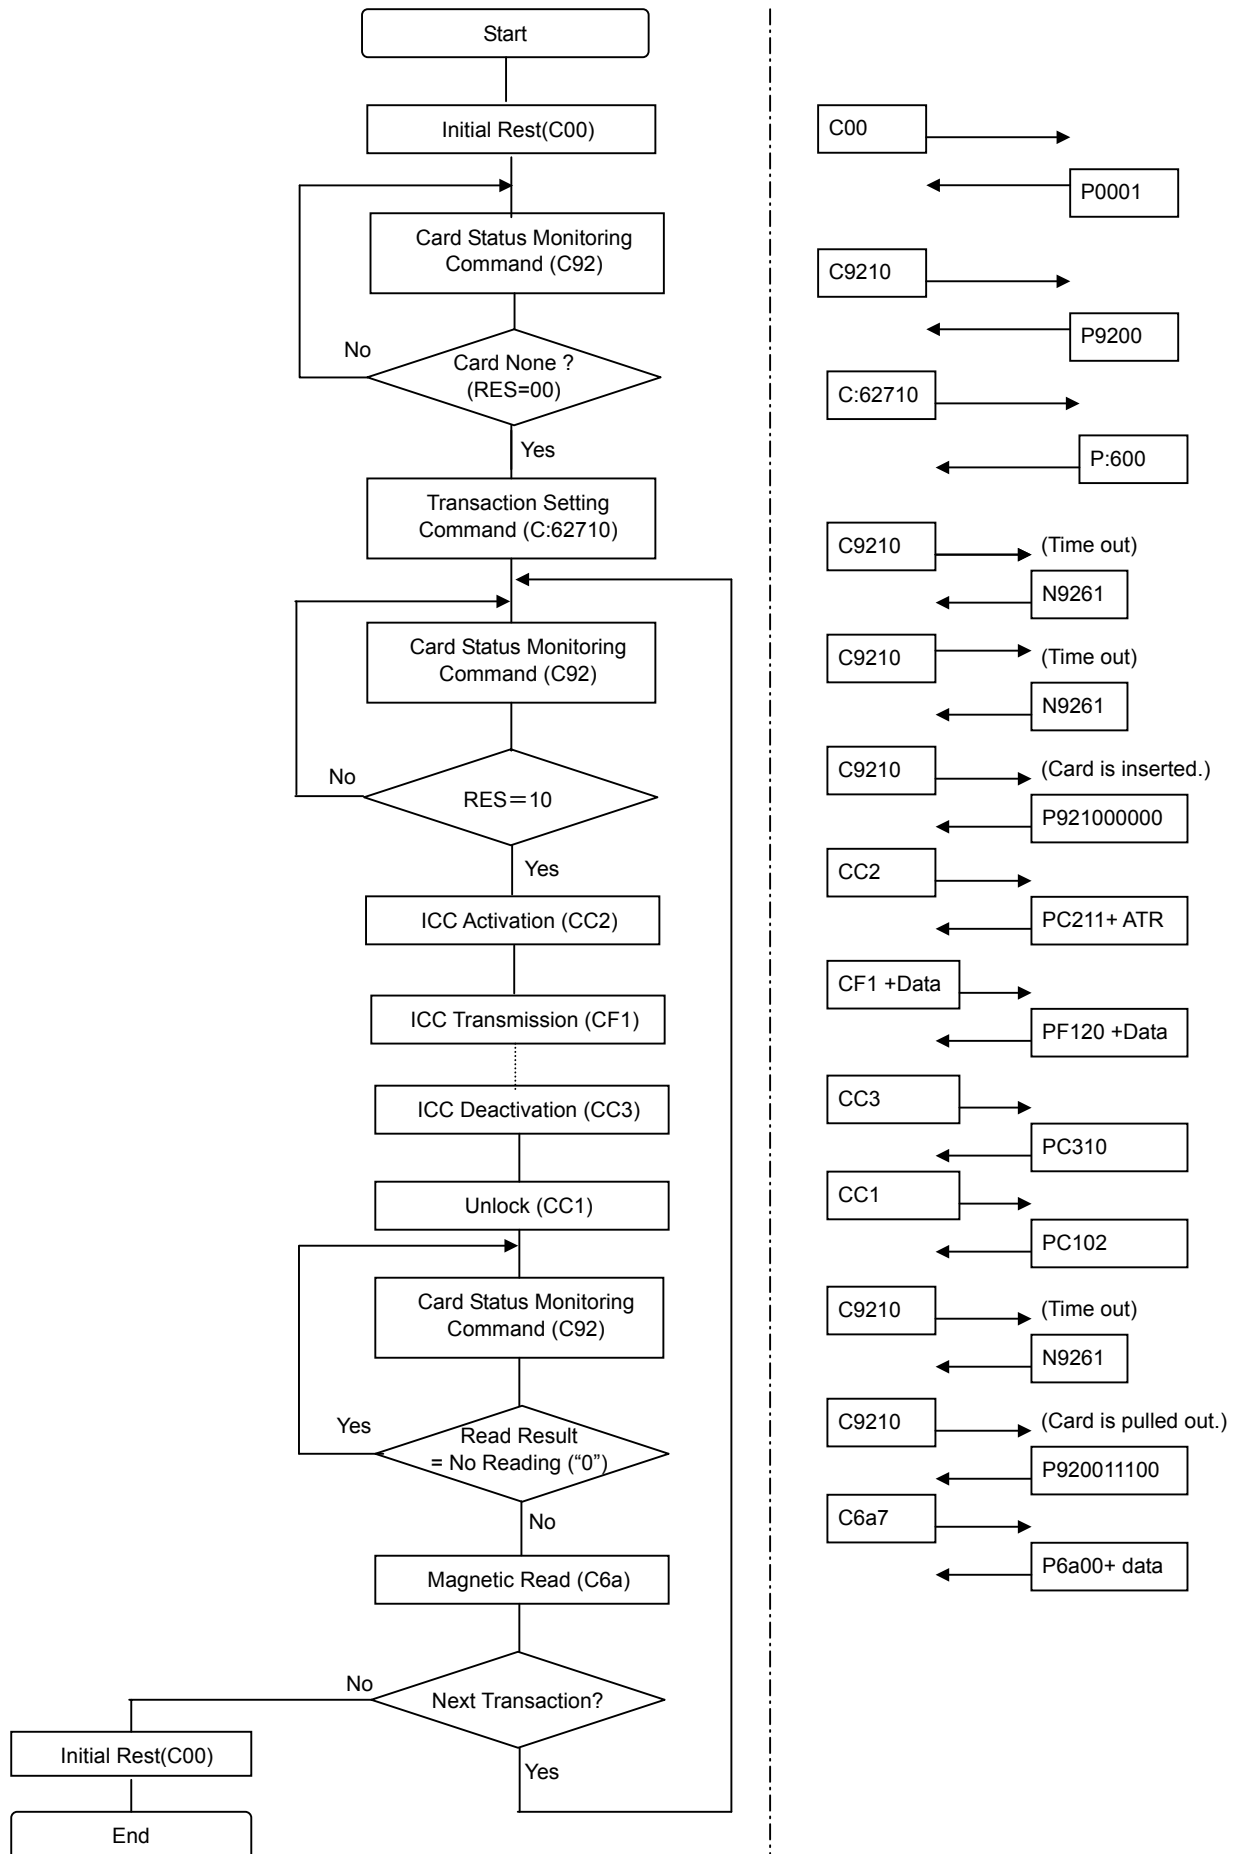 Start
Initial Rest(C00)
Card Status Monitoring
Command (C92)
No
Card None ?
(RES=00)
Yes
Transaction Setting
Command (C:62710)
Card Status Monitoring
Command (C92)
No
RES＝10
Yes
ICC Activation (CC2)
ICC Transmission (CF1)
ICC Deactivation (CC3)
Unlock (CC1)
Card Status Monitoring
Command (C92)
Yes
Read Result
= No Reading (“0”)
No
Magnetic Read (C6a)
No
Next Transaction?
Yes
Initial Rest(C00)
End
C00
P0001
C9210
P9200
C:62710
P:600
C9210
(Time out)
N9261
C9210
(Time out)
N9261
C9210
(Card is inserted.)
P921000000
CC2
PC211+ ATR
CF1 +Data
PF120 +Data
CC3
PC310
CC1
PC102
C9210
(Time out)
N9261
C9210
(Card is pulled out.)
P920011100
C6a7
P6a00+ data